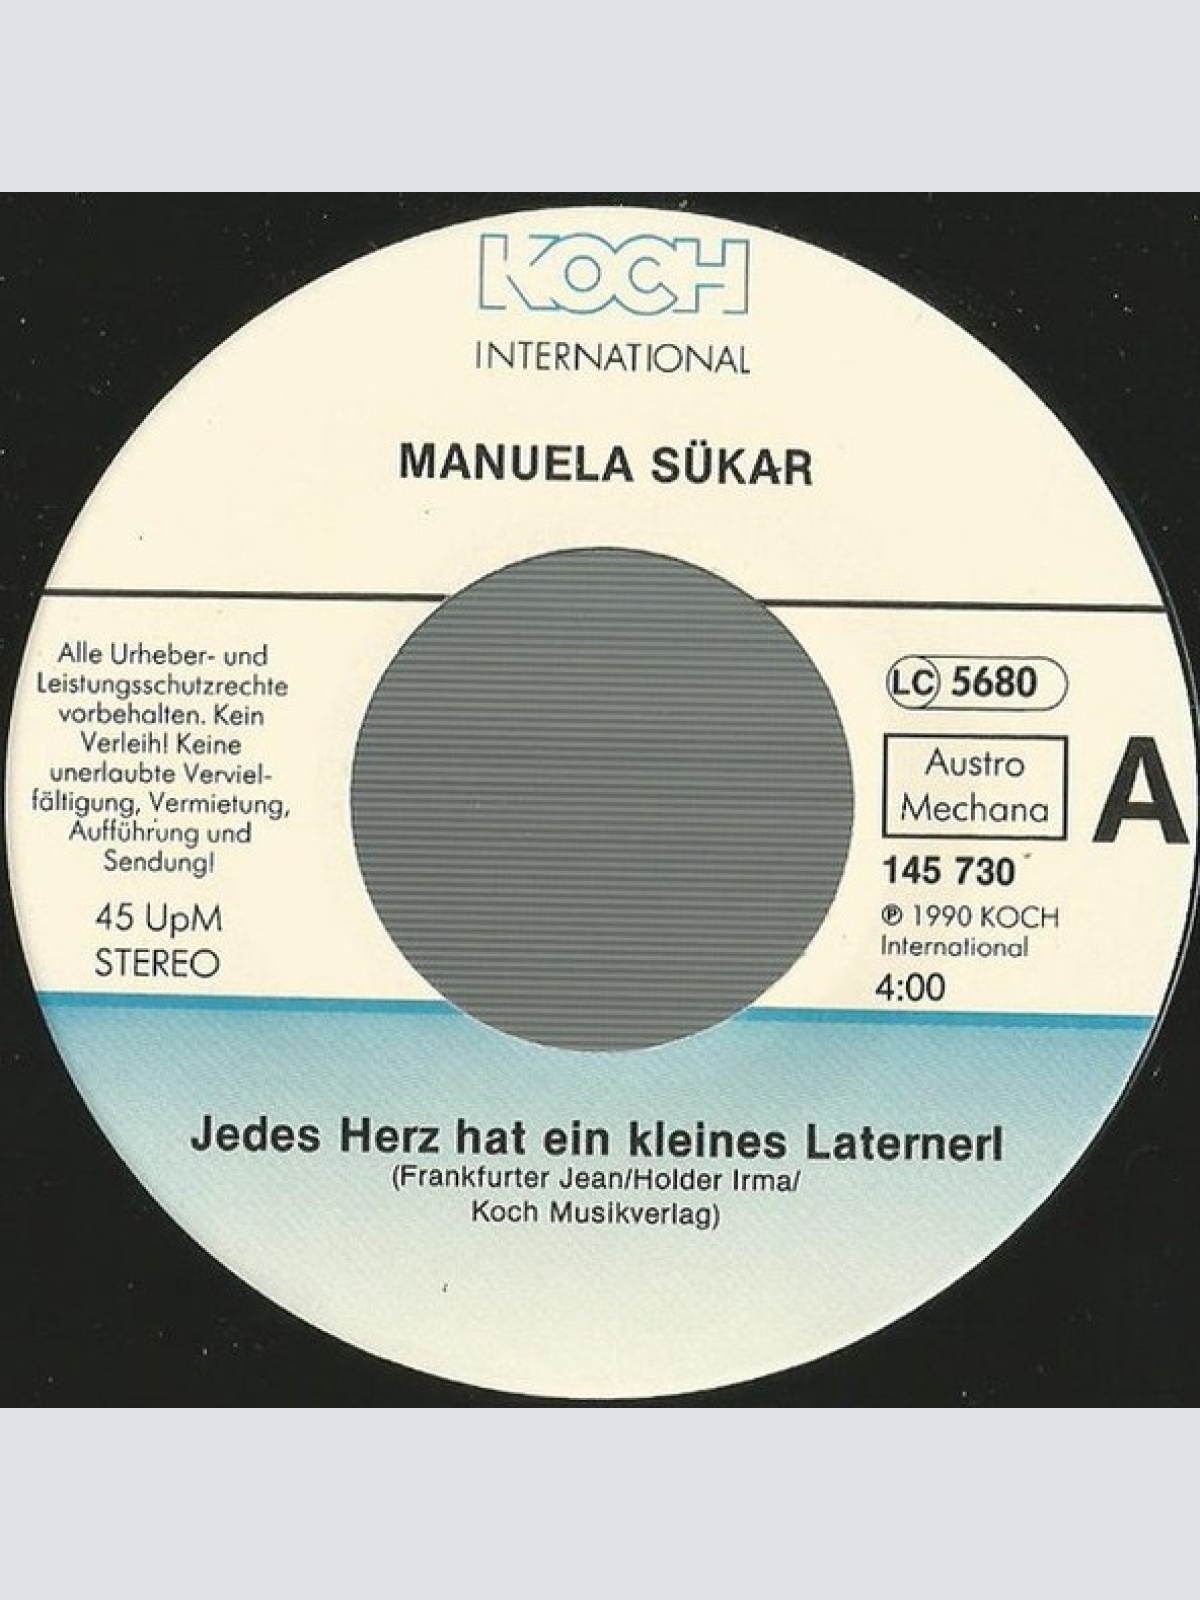 KOCH
INTERNATIONAL
MANUELA SÜKAR
Alle Urheber- und
Leistungsschutzrechte
vorbehalten. Kein
Verleih! Keine
unerlaubte Verviel-
fältigung, Vermietung,
Aufführung und
Sendung!
45 UpM
STEREO
LC 5680
Austro
Mechana
A
145 730
℗ 1990 KOCH
International
4:00
Jedes Herz hat ein kleines Laternerl
(Frankfurter Jean/Holder Irma/
Koch Musikverlag)